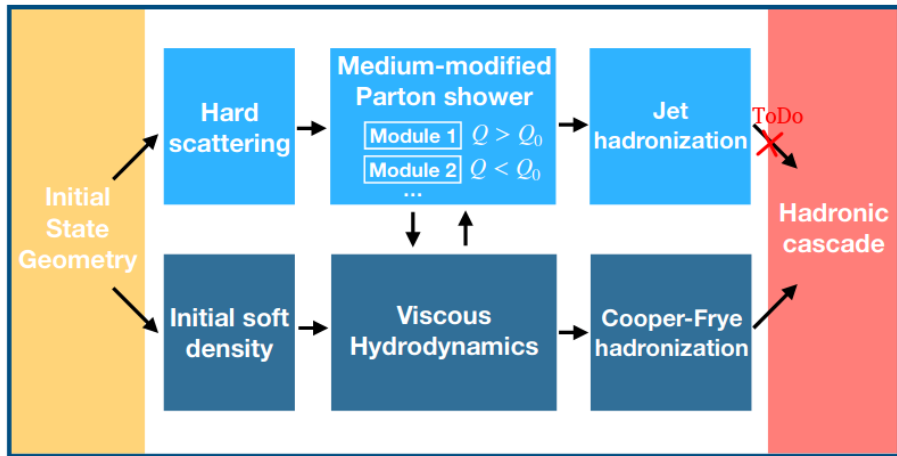 Initial
State
Geometry
Hard
scattering
Medium-modified
Parton shower
Module 1 Q > Q₀
Module 2 Q < Q₀
...
Jet
hadronization
ToDo
Initial soft
density
Viscous
Hydrodynamics
Cooper-Frye
hadronization
Hadronic
cascade